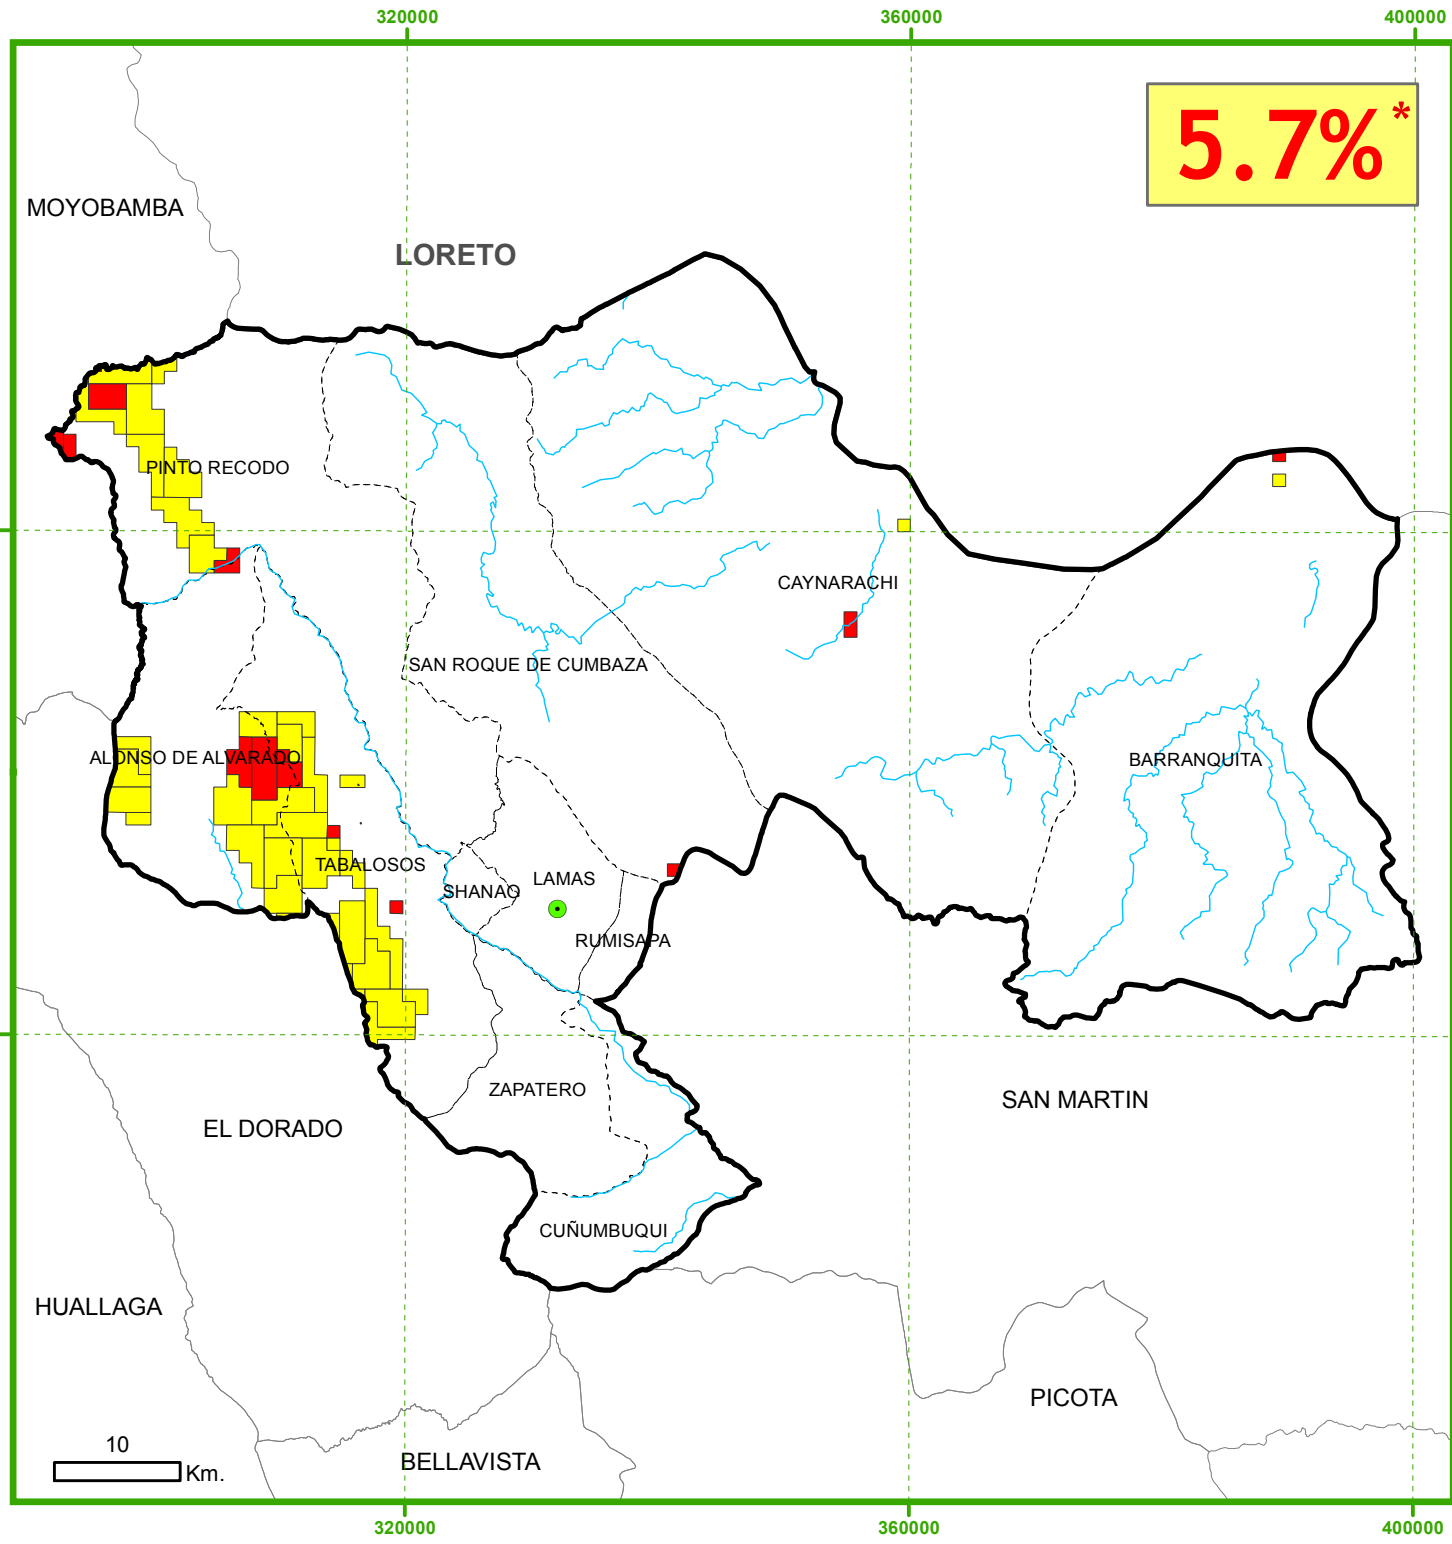 320000
360000
400000
5.7%*
MOYOBAMBA
LORETO
PINTO RECODO
CAYNARACHI
SAN ROQUE DE CUMBAZA
ALONSO DE ALVARADO
BARRANQUITA
TABALOSOS
SHANAO
LAMAS
RUMISAPA
ZAPATERO
SAN MARTIN
EL DORADO
CUÑUMBUQUI
HUALLAGA
PICOTA
10
Km.
BELLAVISTA
320000
360000
400000